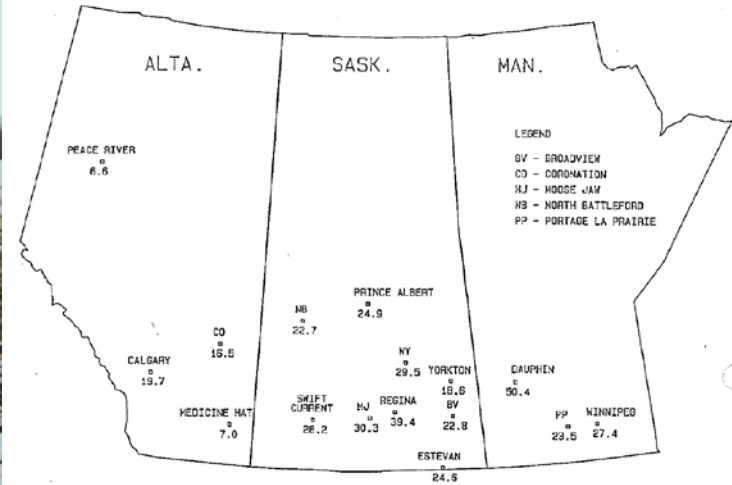 ALTA.
SASK.
MAN.
LEGEND
BV - BROADVIEW
CO - CORONATION
MJ - MOOSE JAW
NB - NORTH BATTLEFORD
PP - PORTAGE LA PRAIRIE
PEACE RIVER
6.6
PRINCE ALBERT
24.9
NB
22.7
CO
16.5
CALGARY
19.7
MEDICINE HAT
7.0
WY
29.5
YORKTON
18.6
DAUPHIN
50.4
SWIFT
CURRENT
28.2
MJ
30.3
REGINA
39.4
BV
22.8
PP
23.5
WINNIPEG
27.4
ESTEVAN
24.6